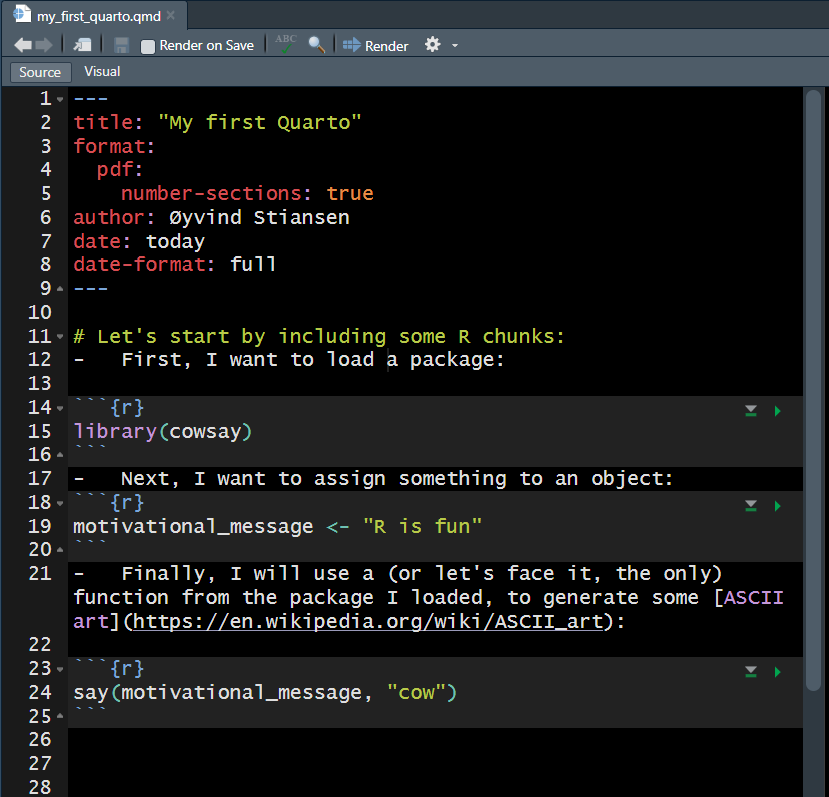 my_first_quarto.qmd
Render on Save
ABC
Render
Source
Visual
1 ---
2 title: "My first Quarto"
3 format:
4   pdf:
5     number-sections: true
6 author: Øyvind Stiansen
7 date: today
8 date-format: full
9 ---
10
11 # Let's start by including some R chunks:
12 -   First, I want to load a package:
13
14 ```{r}
15 library(cowsay)
16 ```
17 -   Next, I want to assign something to an object:
18 ```{r}
19 motivational_message <- "R is fun"
20 ```
21 -   Finally, I will use a (or let's face it, the only)
function from the package I loaded, to generate some [ASCII
art](https://en.wikipedia.org/wiki/ASCII_art):
22
23 ```{r}
24 say(motivational_message, "cow")
25 ```
26
27
28